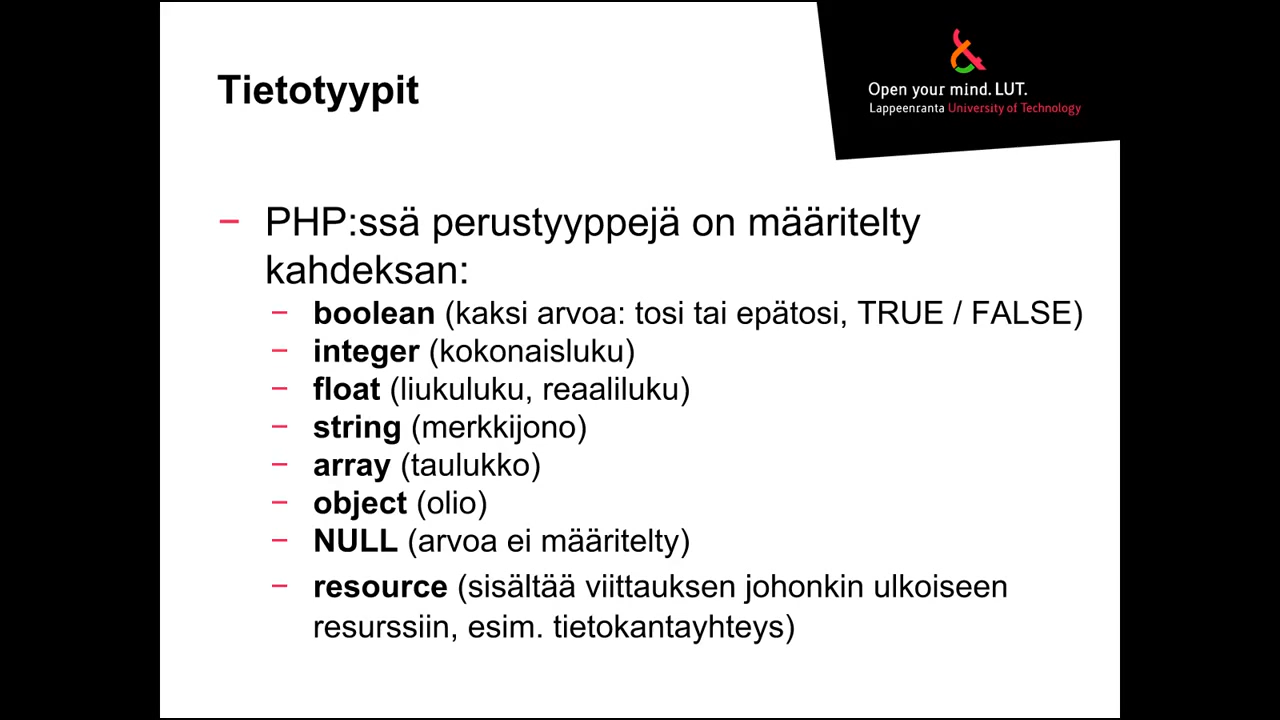 Tietotyypit
Open your mind. LUT.
Lappeenranta University of Technology
– PHP:ssä perustyyppejä on määritelty
kahdeksan:
– boolean (kaksi arvoa: tosi tai epätosi, TRUE / FALSE)
– integer (kokonaisluku)
– float (liukuluku, reaaliluku)
– string (merkkijono)
– array (taulukko)
– object (olio)
– NULL (arvoa ei määritelty)
– resource (sisältää viittauksen johonkin ulkoiseen
resurssiin, esim. tietokantayhteys)